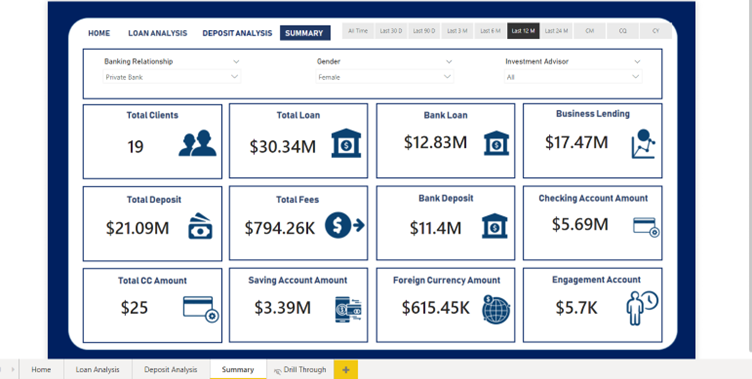 HOME LOAN ANALYSIS DEPOSIT ANALYSIS SUMMARY All Time Last 30 D Last 90 D Last 3 M Last 6 M Last 12 M Last 24 M CM CQ CY
Banking Relationship Gender Investment Advisor
Private Bank Female All
Total Clients Total Loan Bank Loan Business Lending
19 $30.34M $12.83M $17.47M
Total Deposit Total Fees Bank Deposit Checking Account Amount
$21.09M $794.26K $11.4M $5.69M
Total CC Amount Saving Account Amount Foreign Currency Amount Engagement Account
$25 $3.39M $615.45K $5.7K
Home Loan Analysis Deposit Analysis Summary Drill Through +